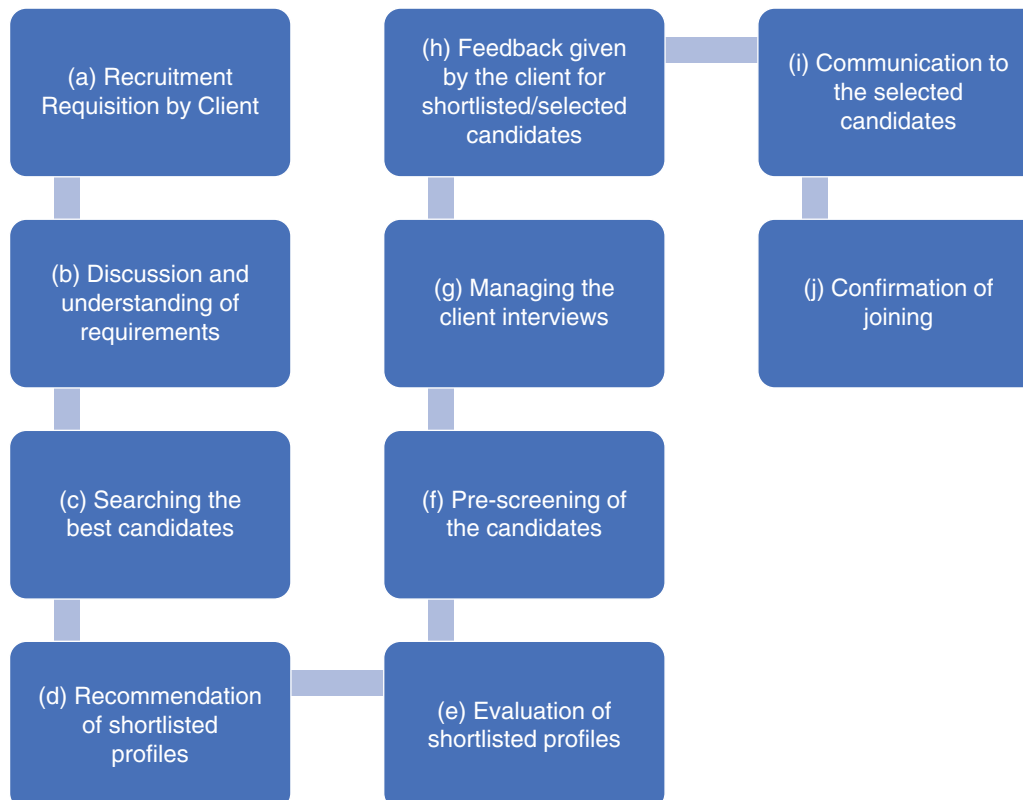 (a) Recruitment
Requisition by Client
(b) Discussion and
understanding of
requirements
(c) Searching the
best candidates
(d) Recommendation
of shortlisted
profiles
(e) Evaluation of
shortlisted profiles
(f) Pre-screening of
the candidates
(g) Managing the
client interviews
(h) Feedback given
by the client for
shortlisted/selected
candidates
(i) Communication to
the selected
candidates
(j) Confirmation of
joining